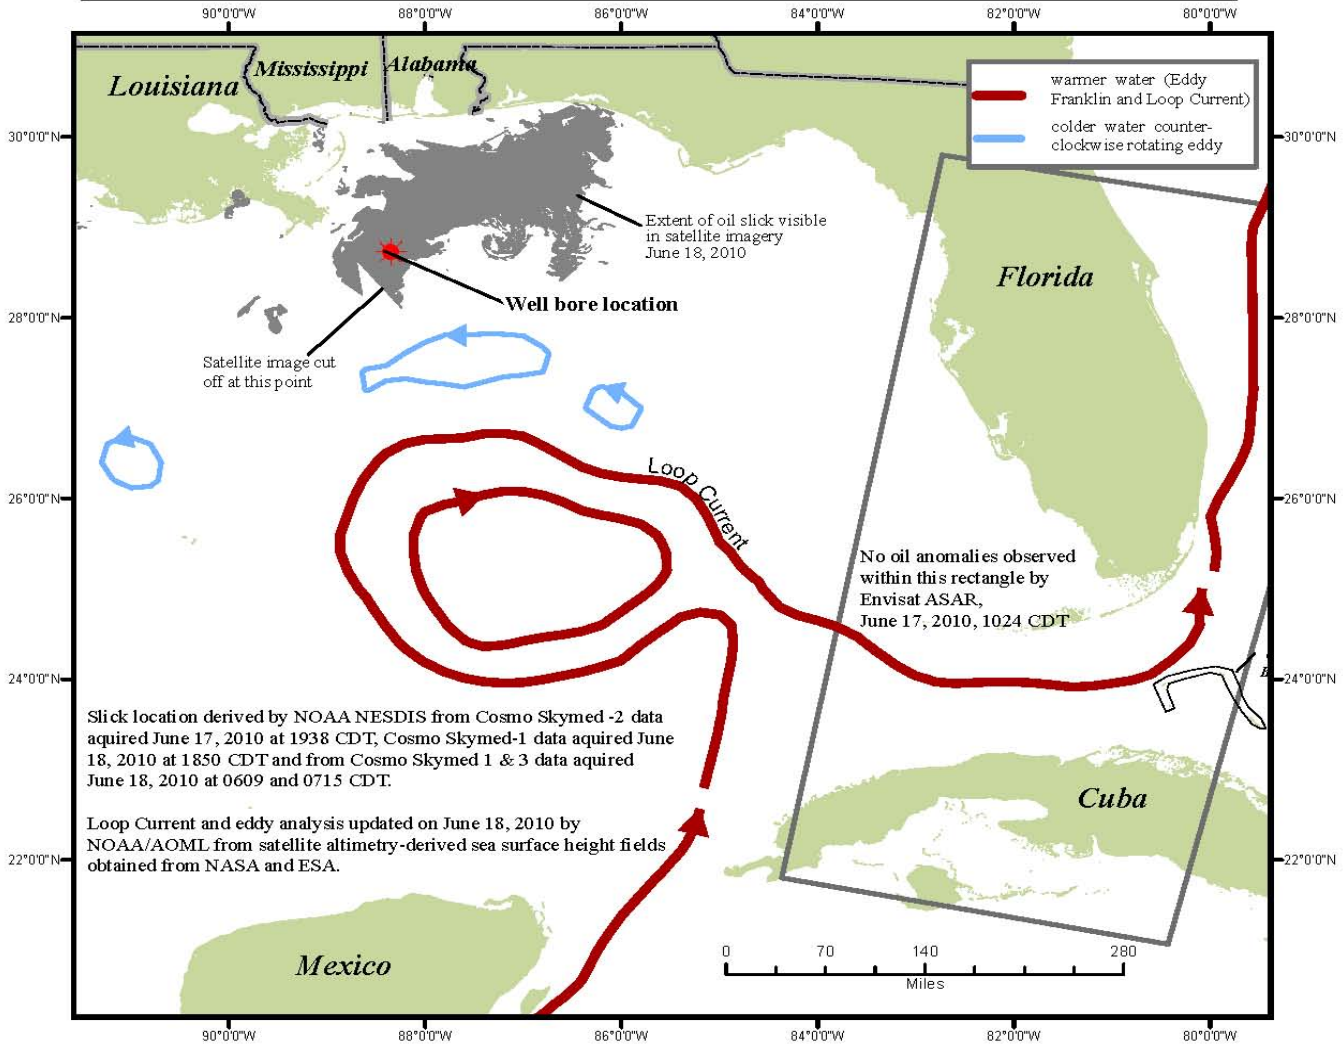 90°0'0"W 88°0'0"W 86°0'0"W 84°0'0"W 82°0'0"W 80°0'0"W
Louisiana
Mississippi
Alabama
warmer water (Eddy
Franklin and Loop Current)
colder water counter-
clockwise rotating eddy
30°0'0"N
30°0'0"N
Extent of oil slick visible
in satellite imagery
June 18, 2010
Florida
Well bore location
28°0'0"N
28°0'0"N
Satellite image cut
off at this point
Loop Current
26°0'0"N
26°0'0"N
No oil anomalies observed
within this rectangle by
Envisat ASAR,
June 17, 2010, 1024 CDT
24°0'0"N
24°0'0"N
Slick location derived by NOAA NESDIS from Cosmo Skymed -2 data
aquired June 17, 2010 at 1938 CDT, Cosmo Skymed-1 data aquired June
18, 2010 at 1850 CDT and from Cosmo Skymed 1 & 3 data aquired
June 18, 2010 at 0609 and 0715 CDT.
Cuba
Loop Current and eddy analysis updated on June 18, 2010 by
NOAA/AOML from satellite altimetry-derived sea surface height fields
obtained from NASA and ESA.
22°0'0"N
22°0'0"N
Mexico
0 70 140 280
Miles
90°0'0"W 88°0'0"W 86°0'0"W 84°0'0"W 82°0'0"W 80°0'0"W